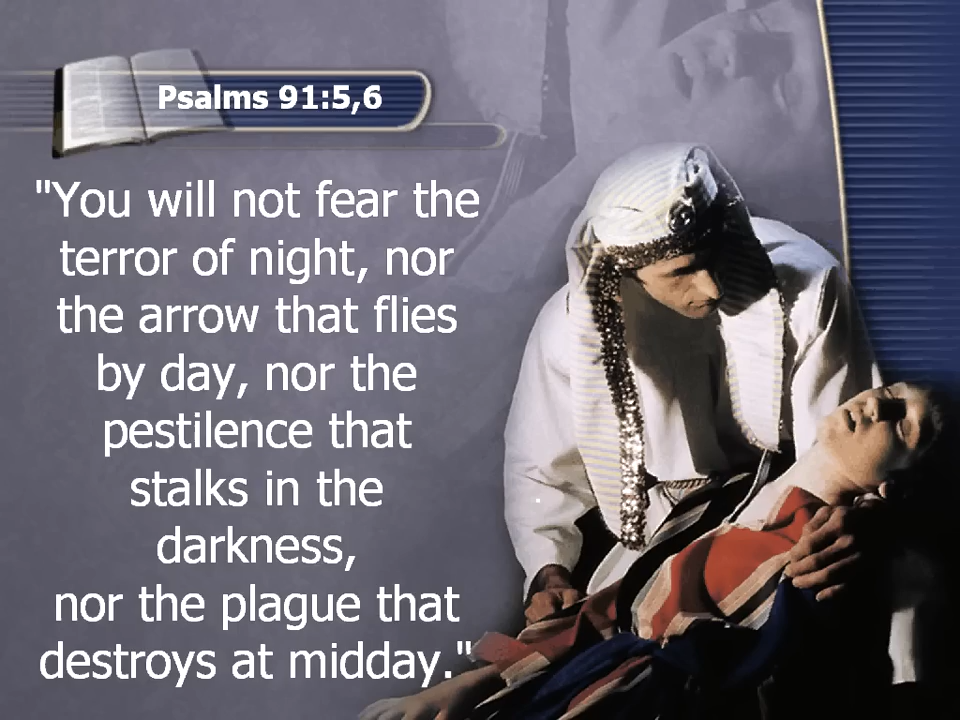 Psalms 91:5,6
"You will not fear the
terror of night, nor
the arrow that flies
by day, nor the
pestilence that
stalks in the
darkness,
nor the plague that
destroys at midday."